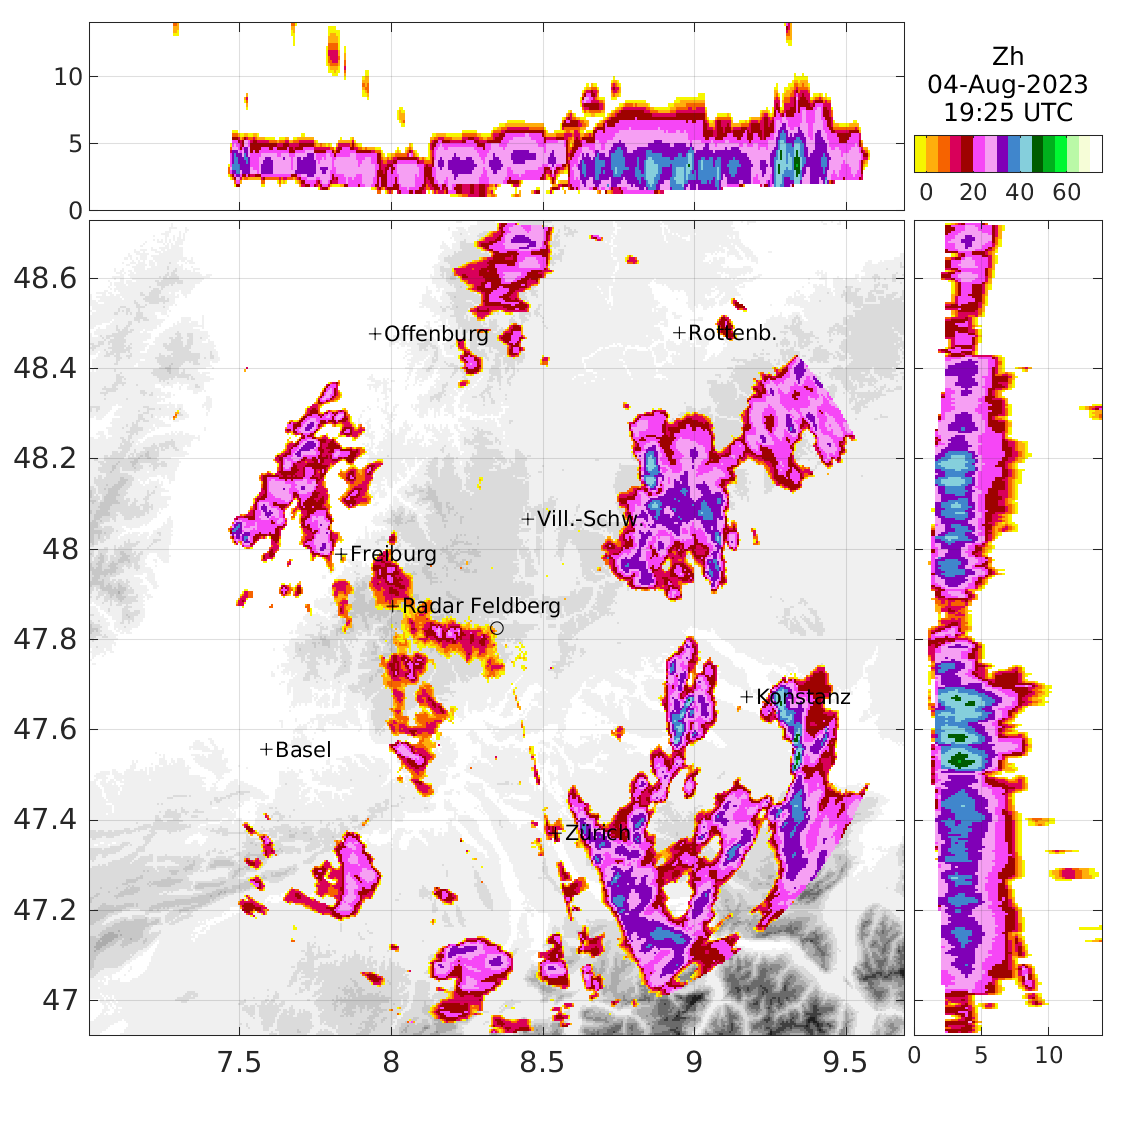 10
5
0
Zh
04-Aug-2023
19:25 UTC
0 20 40 60
48.6
48.4
48.2
48
47.8
47.6
47.4
47.2
47
+Offenburg
+Rottenb.
+Vill.-Schw.
+Freiburg
+Radar Feldberg
+Konstanz
+Basel
+Zürich
7.5 8 8.5 9 9.5
0 5 10